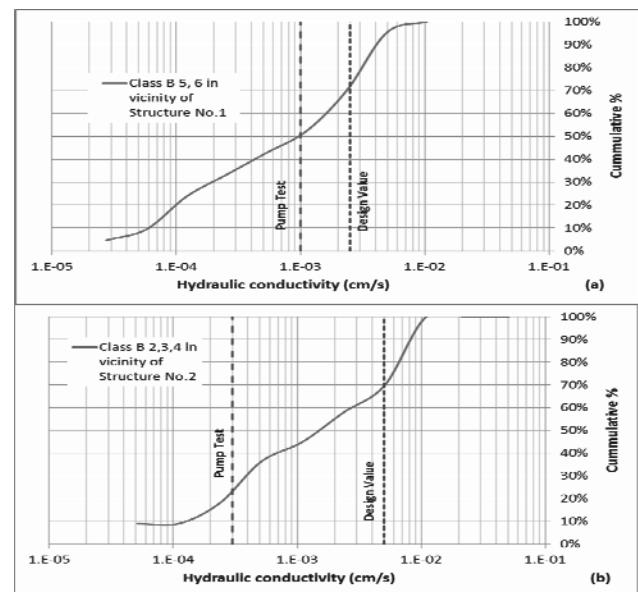 100%
90%
80%
70%
60%
50%
40%
30%
20%
10%
0%
Cummulative %
Class B 5, 6 in
vicinity of
Structure No.1
Pump Test
Design Value
1.E-05 1.E-04 1.E-03 1.E-02 1.E-01
Hydraulic conductivity (cm/s) (a)
100%
90%
80%
70%
60%
50%
40%
30%
20%
10%
0%
Cummulative %
Class B 2,3,4 In
vicinity of
Structure No.2
Pump Test
Design Value
1.E-05 1.E-04 1.E-03 1.E-02 1.E-01
Hydraulic conductivity (cm/s) (b)